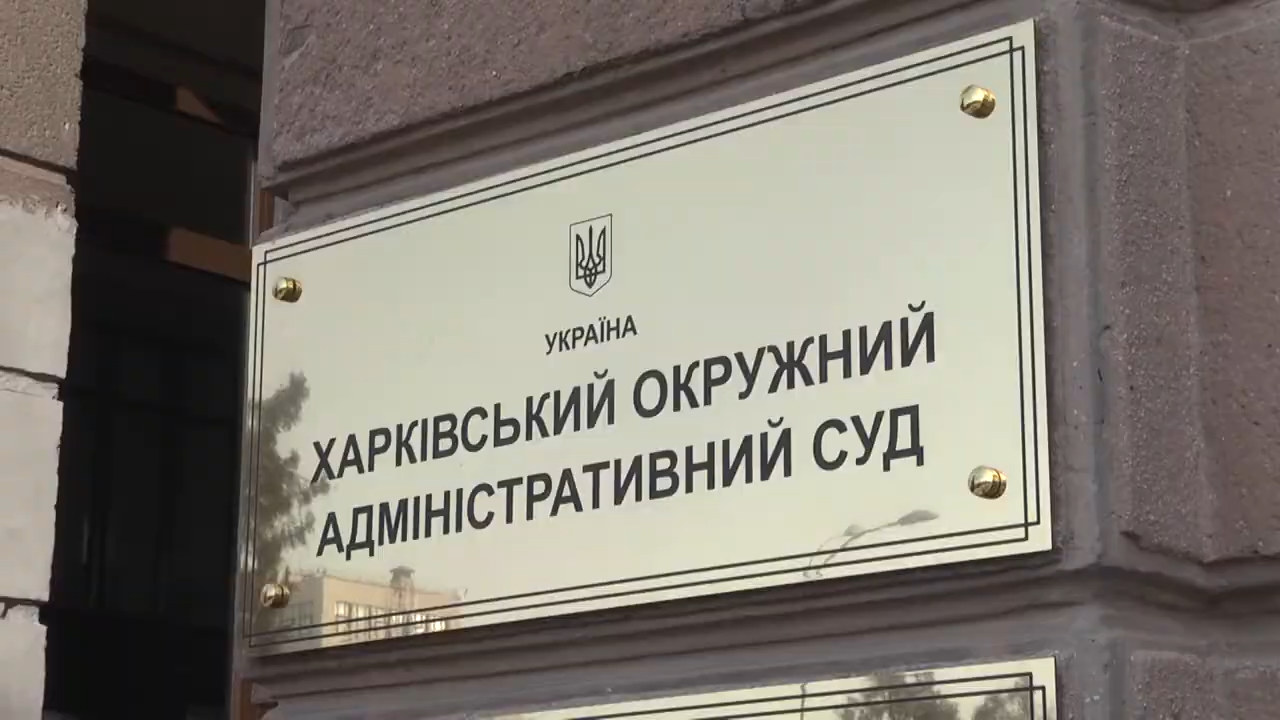 УКРАЇНА
ХАРКІВСЬКИЙ ОКРУЖНИЙ
АДМІНІСТРАТИВНИЙ СУД